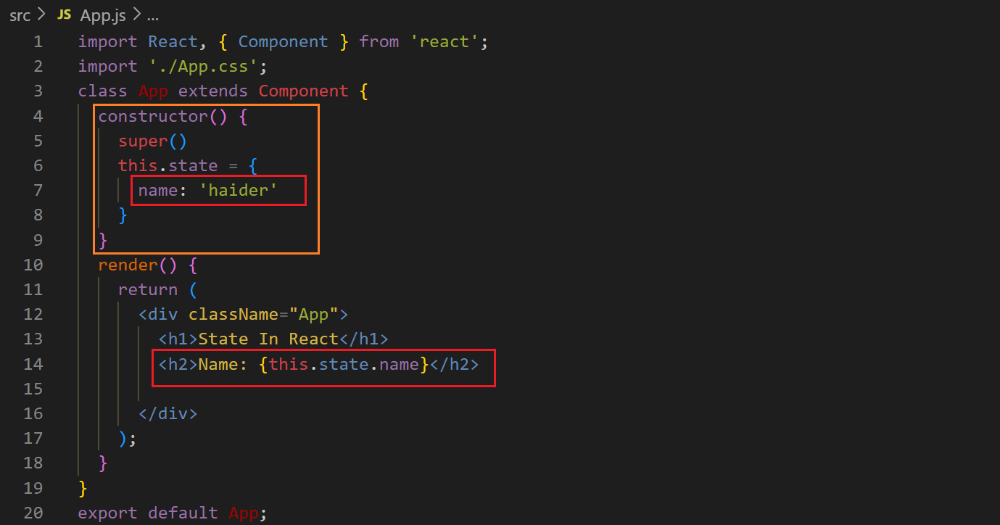 src > JS App.js > ...
1 import React, { Component } from 'react';
2 import './App.css';
3 class App extends Component {
4   constructor() {
5     super()
6     this.state = {
7       name: 'haider'
8     }
9   }
10   render() {
11     return (
12       <div className="App">
13         <h1>State In React</h1>
14         <h2>Name: {this.state.name}</h2>
15
16       </div>
17     );
18   }
19 }
20 export default App;